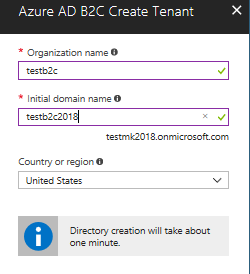 Azure AD B2C Create Tenant
* Organization name
testb2c
* Initial domain name
testb2c2018
testmk2018.onmicrosoft.com
Country or region
United States
Directory creation will take about
one minute.